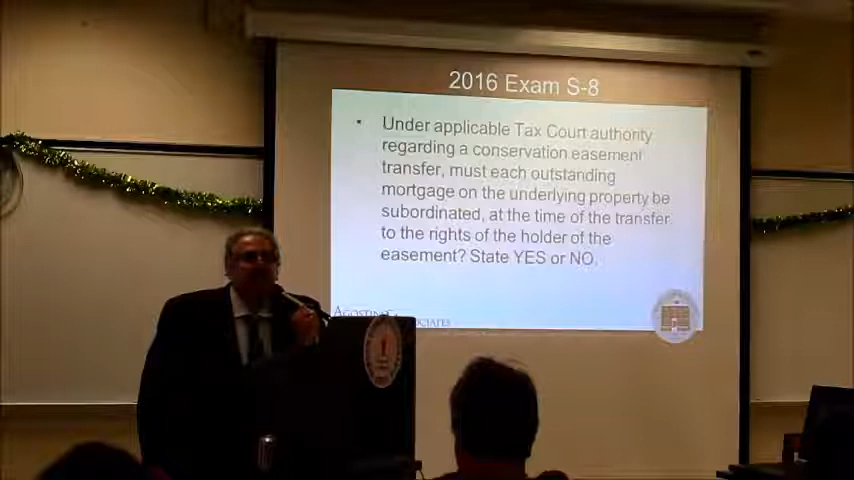 2016 Exam S-8
• Under applicable Tax Court authority
regarding a conservation easement
transfer, must each outstanding
mortgage on the underlying property be
subordinated, at the time of the transfer
to the rights of the holder of the
easement? State YES or NO.